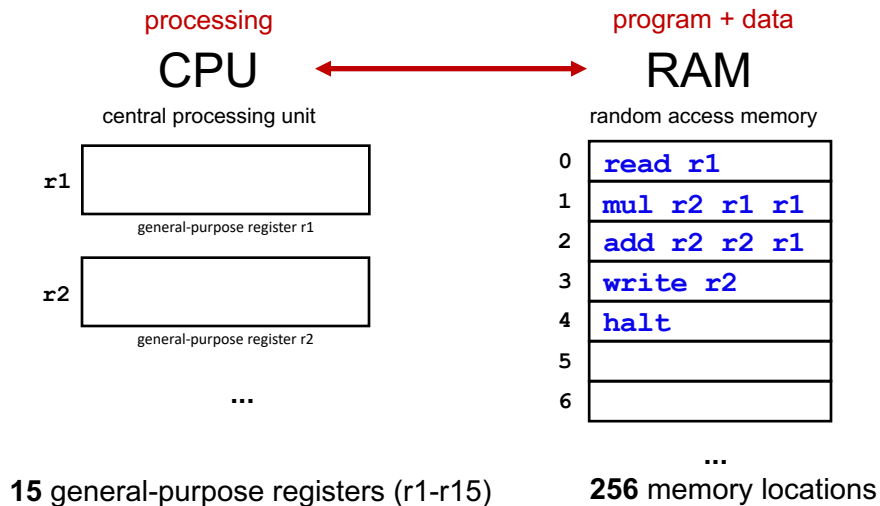 processing
CPU
central processing unit
r1
general-purpose register r1
r2
general-purpose register r2
...
15 general-purpose registers (r1-r15)
program + data
RAM
random access memory
0 read r1
1 mul r2 r1 r1
2 add r2 r2 r1
3 write r2
4 halt
5
6
...
256 memory locations